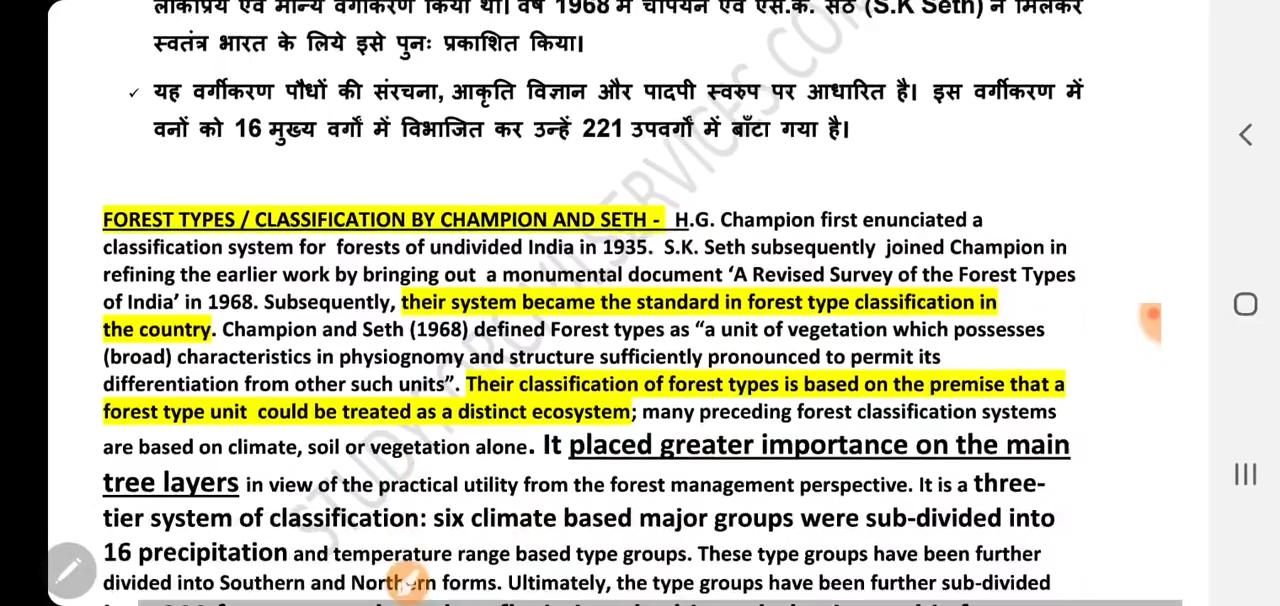 लोकप्रिय एवं मान्य वर्गीकरण किया था। वर्ष 1968 में चैंपियन एवं एस.के. सेठ (S.K Seth) ने मिलकर
स्वतंत्र भारत के लिये इसे पुनः प्रकाशित किया।
✓ यह वर्गीकरण पौधों की संरचना, आकृति विज्ञान और पादपी स्वरुप पर आधारित है। इस वर्गीकरण में
वनों को 16 मुख्य वर्गों में विभाजित कर उन्हें 221 उपवर्गों में बाँटा गया है।
FOREST TYPES / CLASSIFICATION BY CHAMPION AND SETH - H.G. Champion first enunciated a
classification system for forests of undivided India in 1935. S.K. Seth subsequently joined Champion in
refining the earlier work by bringing out a monumental document ‘A Revised Survey of the Forest Types
of India’ in 1968. Subsequently, their system became the standard in forest type classification in
the country. Champion and Seth (1968) defined Forest types as “a unit of vegetation which possesses
(broad) characteristics in physiognomy and structure sufficiently pronounced to permit its
differentiation from other such units”. Their classification of forest types is based on the premise that a
forest type unit could be treated as a distinct ecosystem; many preceding forest classification systems
are based on climate, soil or vegetation alone. It placed greater importance on the main
tree layers in view of the practical utility from the forest management perspective. It is a three-
tier system of classification: six climate based major groups were sub-divided into
16 precipitation and temperature range based type groups. These type groups have been further
divided into Southern and Northern forms. Ultimately, the type groups have been further sub-divided